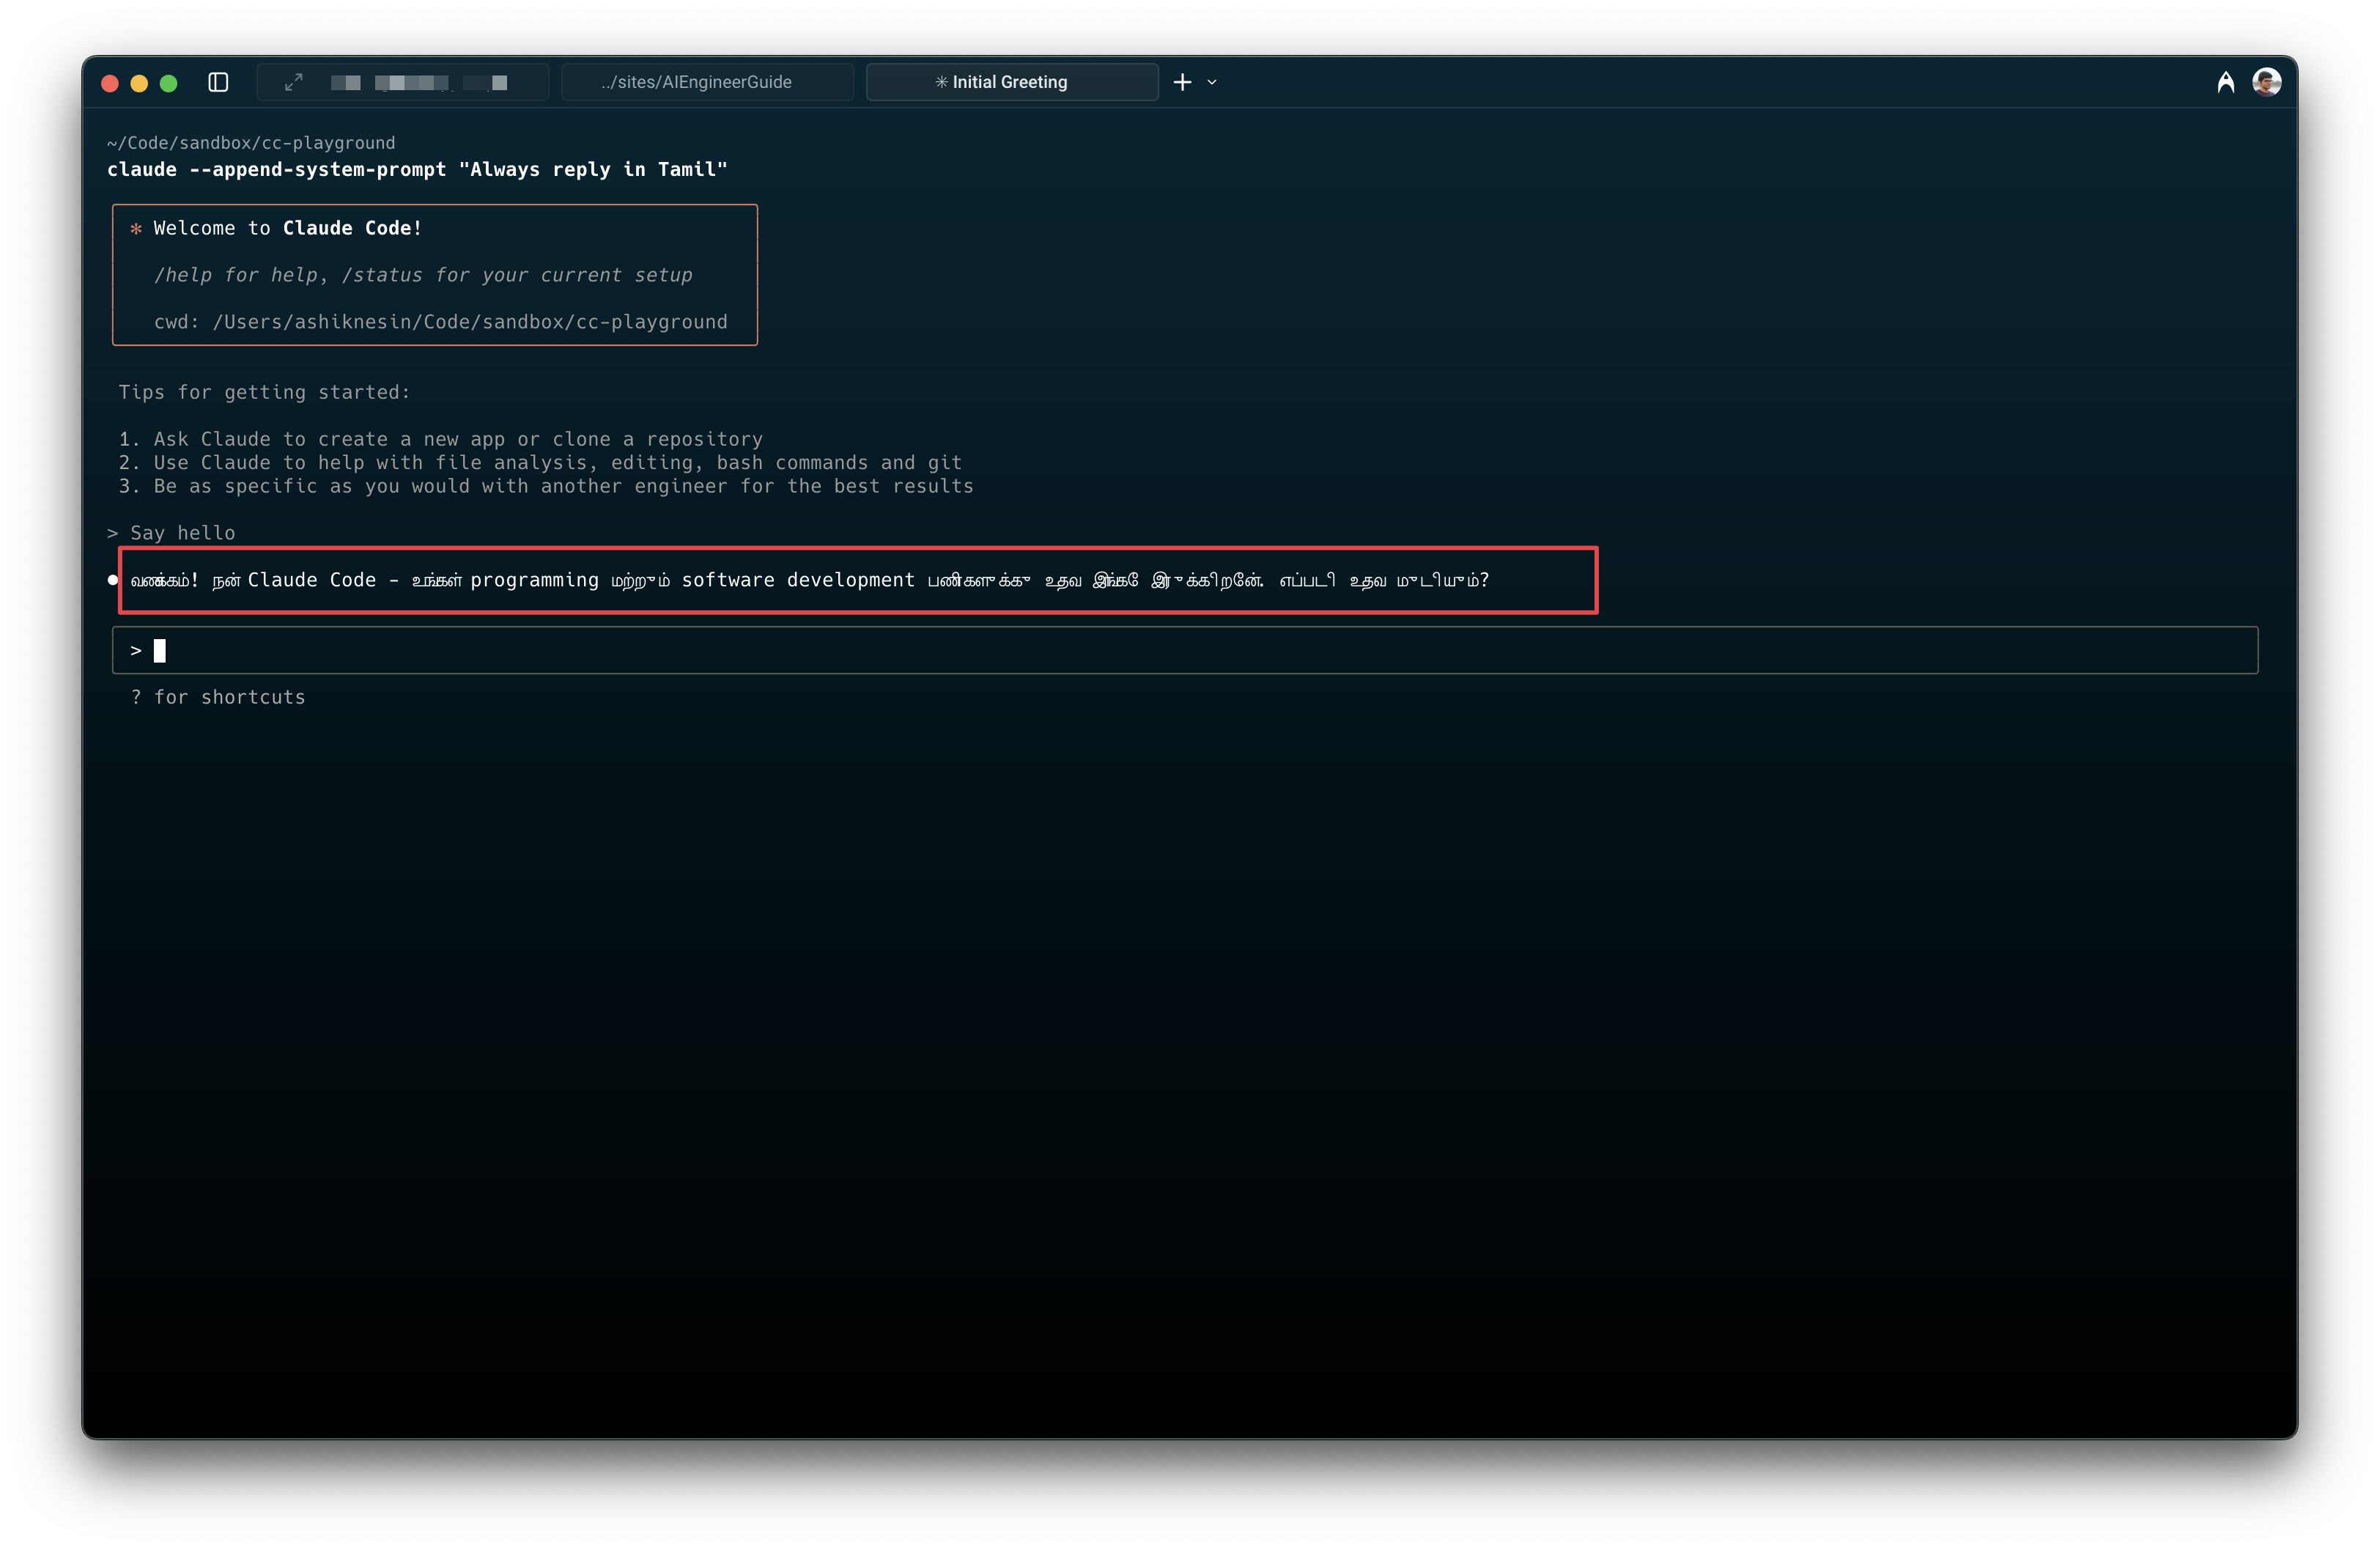 ../sites/AIEngineerGuide
✳ Initial Greeting
~/Code/sandbox/cc-playground
claude --append-system-prompt "Always reply in Tamil"
✻ Welcome to Claude Code!
/help for help, /status for your current setup
cwd: /Users/ashiknesin/Code/sandbox/cc-playground
Tips for getting started:
1. Ask Claude to create a new app or clone a repository
2. Use Claude to help with file analysis, editing, bash commands and git
3. Be as specific as you would with another engineer for the best results
> Say hello
● வணக்கம்! நான் Claude Code - உங்கள் programming மற்றும் software development பணிகளுக்கு உதவ இங்கே இருக்கிறேன். எப்படி உதவ முடியும்?
>
? for shortcuts